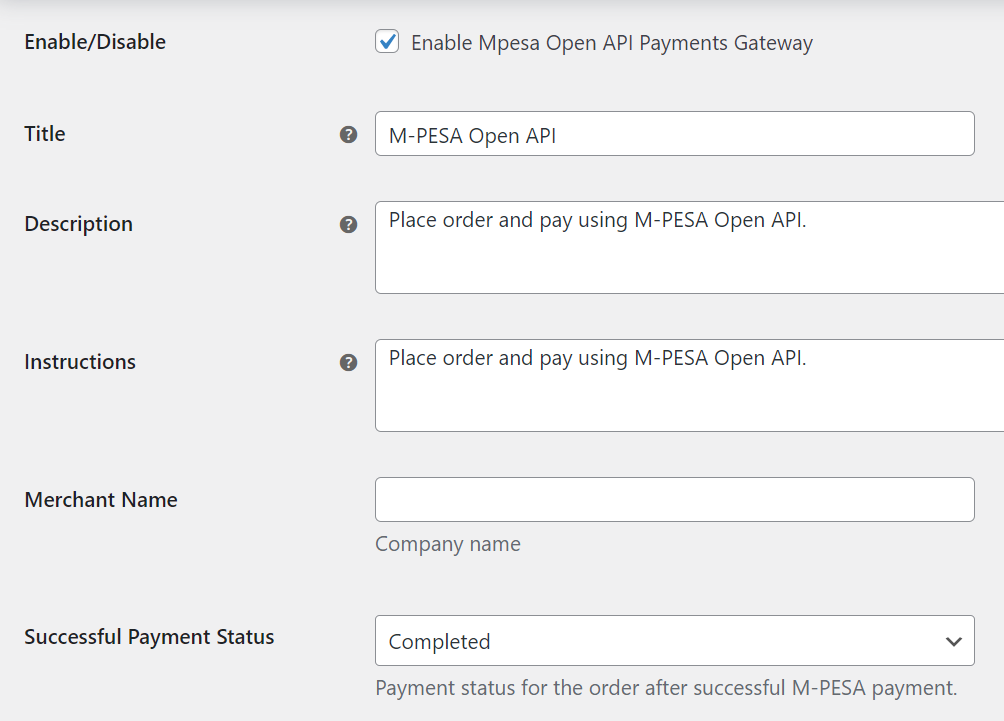 Enable/Disable
Enable Mpesa Open API Payments Gateway
Title
?
M-PESA Open API
Description
?
Place order and pay using M-PESA Open API.
Instructions
?
Place order and pay using M-PESA Open API.
Merchant Name
Company name
Successful Payment Status
Completed
Payment status for the order after successful M-PESA payment.